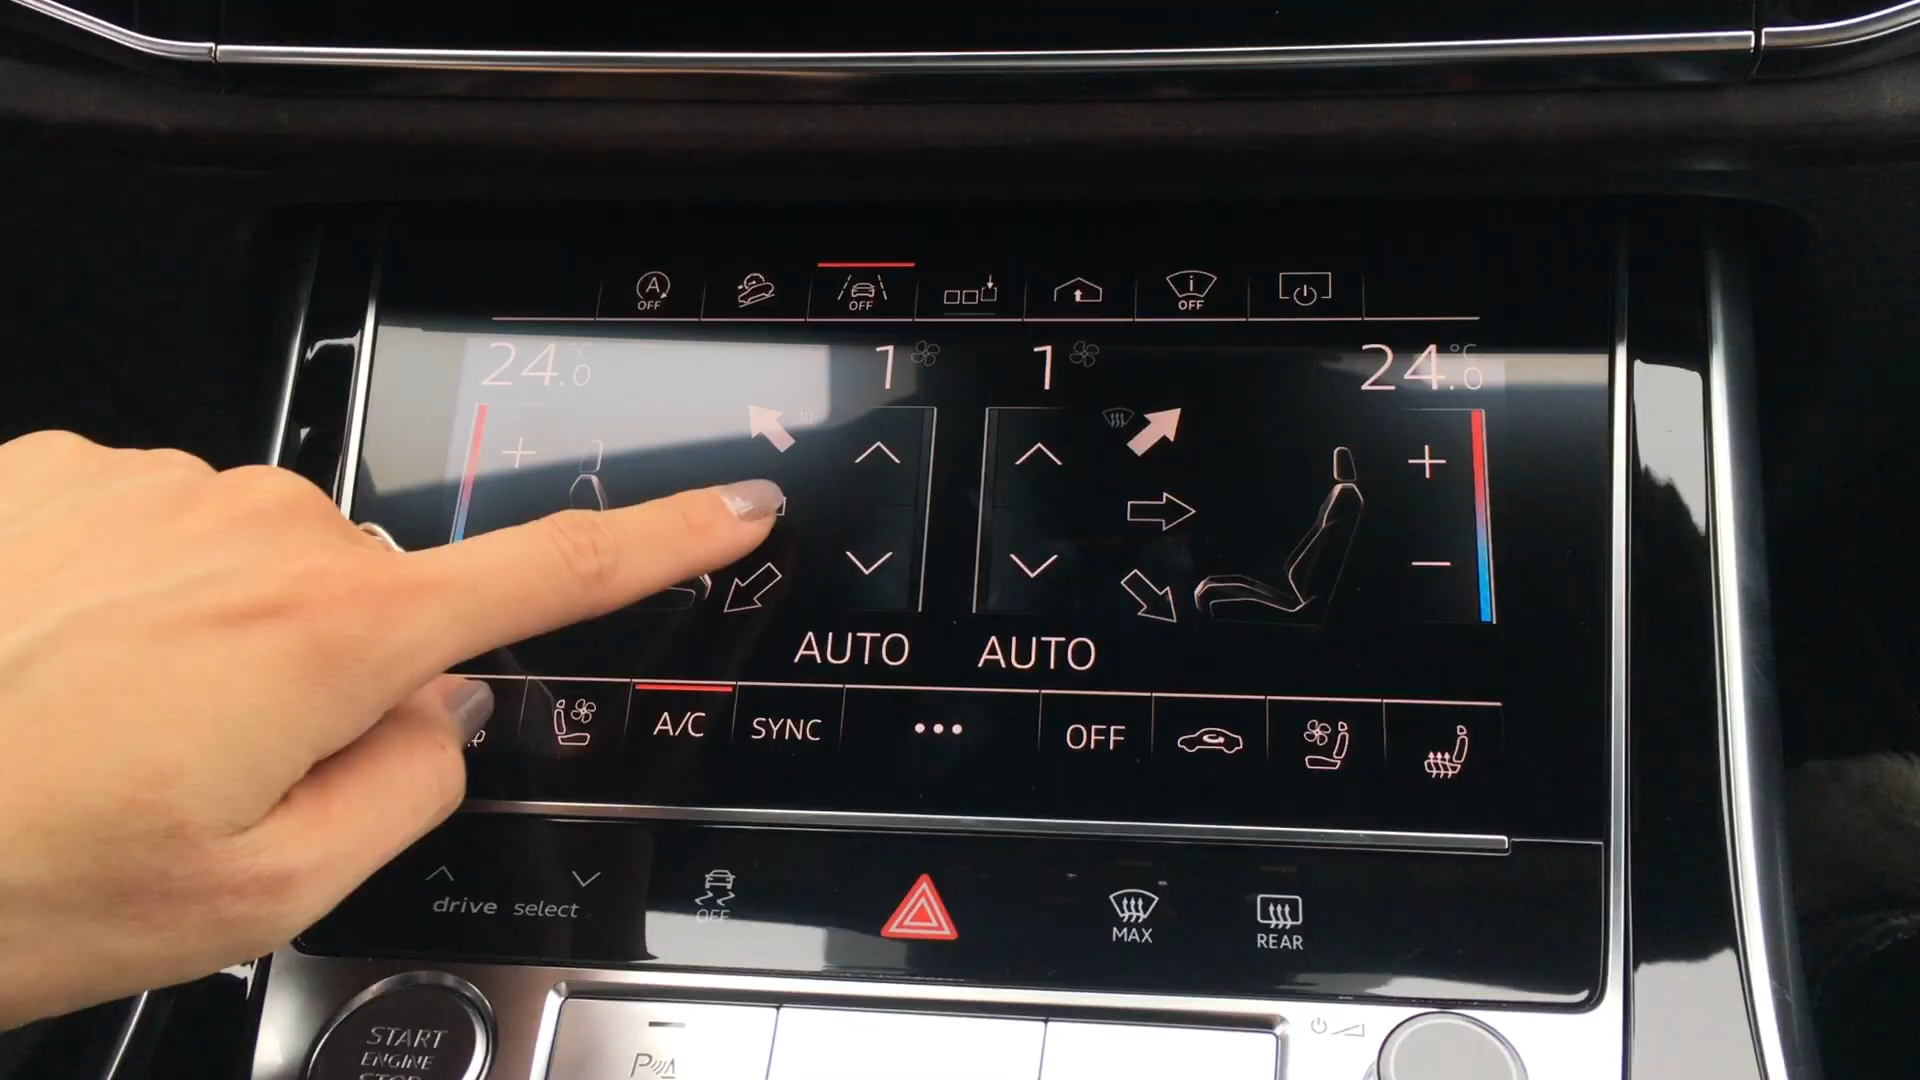 A OFF
OFF
i OFF
24.0 °C
1
1
24.0 °C
AUTO
AUTO
A/C
SYNC
OFF
drive select
OFF
MAX
REAR
START
ENGINE
STOP
P